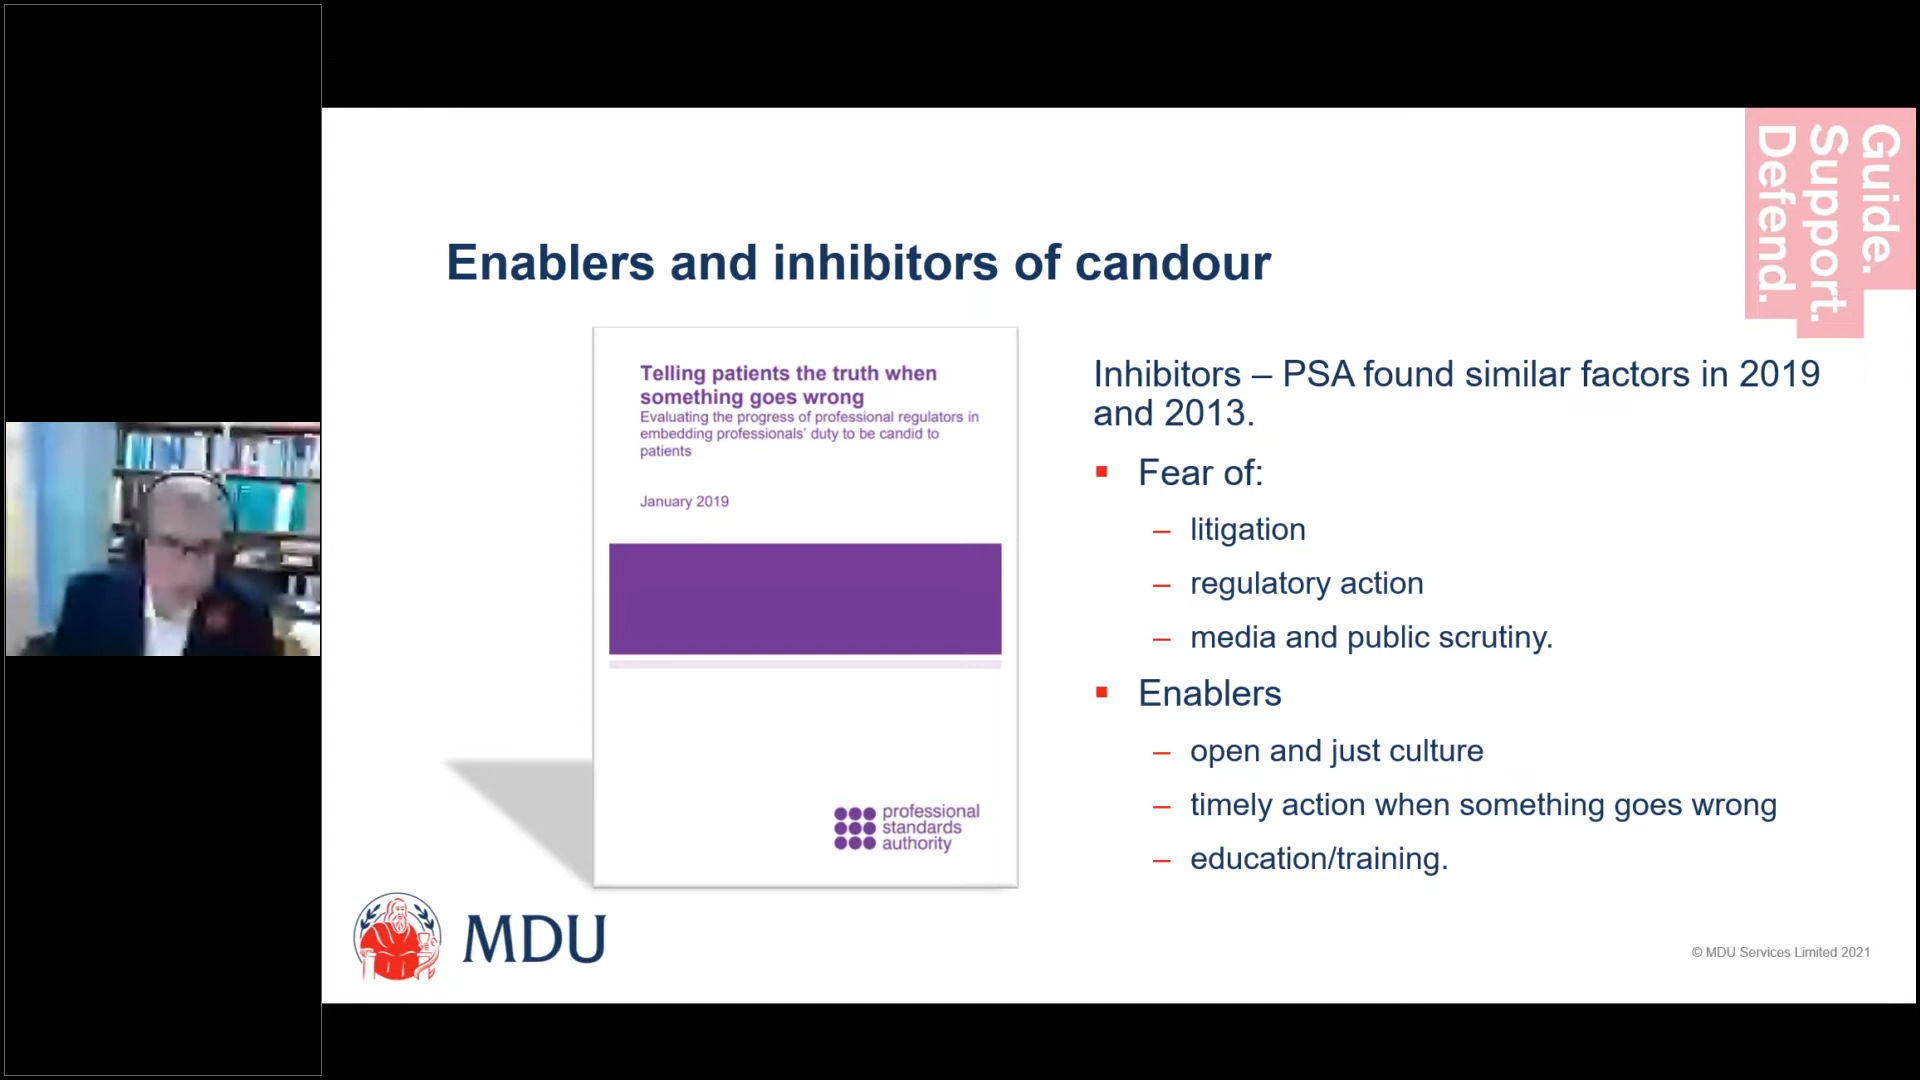 Guide.
Support.
Defend.
Enablers and inhibitors of candour
Telling patients the truth when
something goes wrong
Evaluating the progress of professional regulators in
embedding professionals' duty to be candid to
patients
January 2019
professional
standards
authority
Inhibitors – PSA found similar factors in 2019
and 2013.
▪ Fear of:
– litigation
– regulatory action
– media and public scrutiny.
▪ Enablers
– open and just culture
– timely action when something goes wrong
– education/training.
MDU
© MDU Services Limited 2021